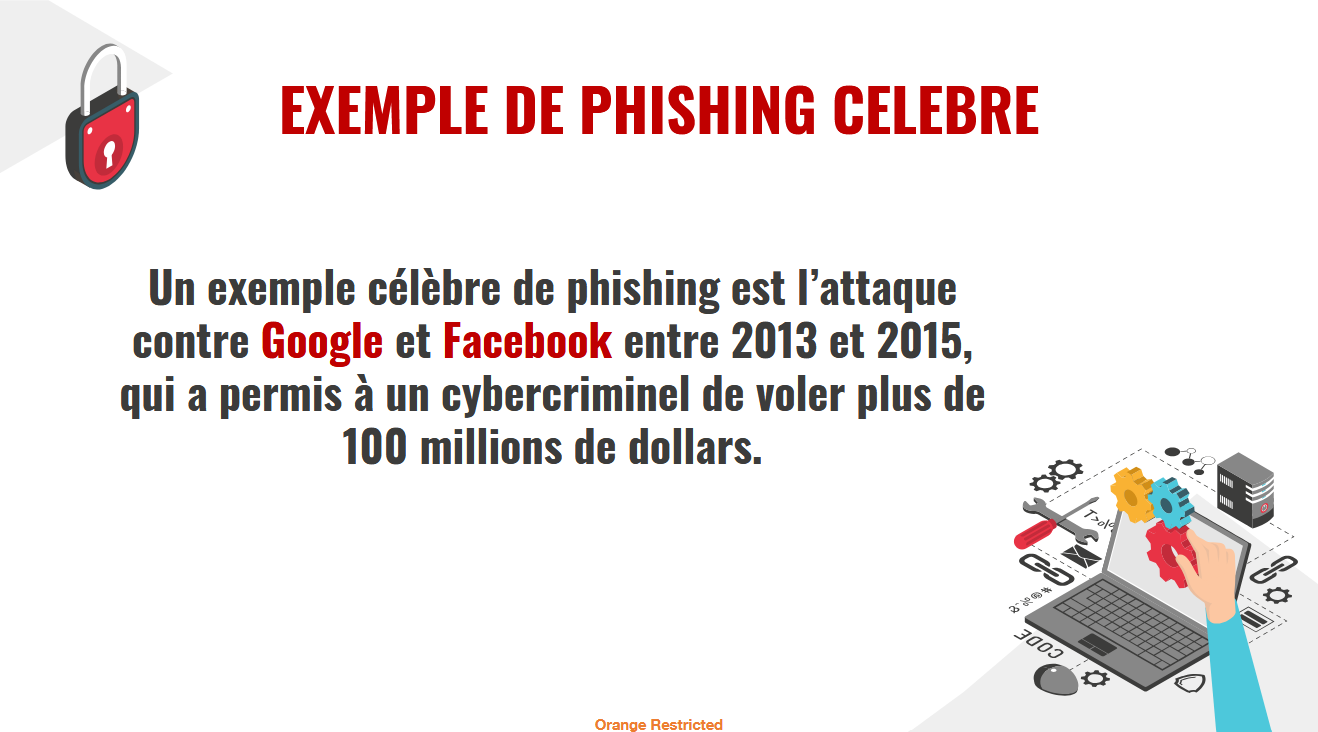 EXEMPLE DE PHISHING CELEBRE
Un exemple célèbre de phishing est l’attaque
contre Google et Facebook entre 2013 et 2015,
qui a permis à un cybercriminel de voler plus de
100 millions de dollars.
T>o\%
&*%@#
CODE
Orange Restricted